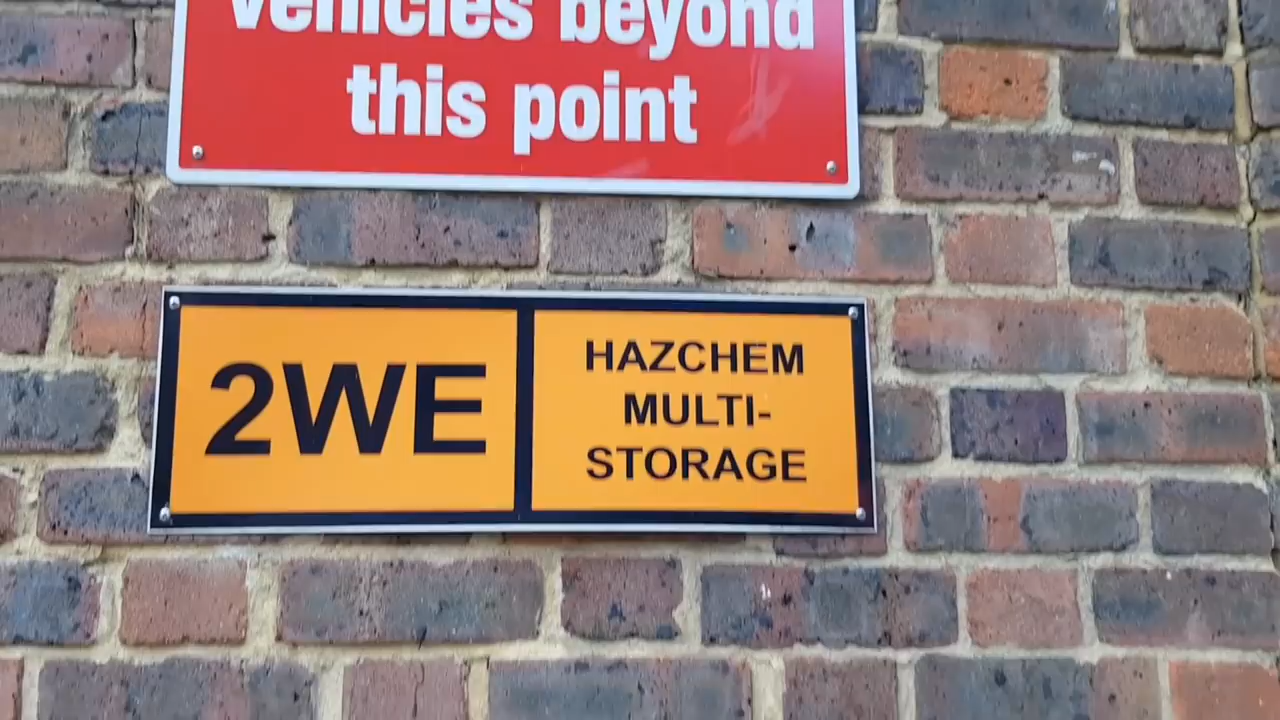 vehicles beyond
this point
2WE
HAZCHEM
MULTI-
STORAGE